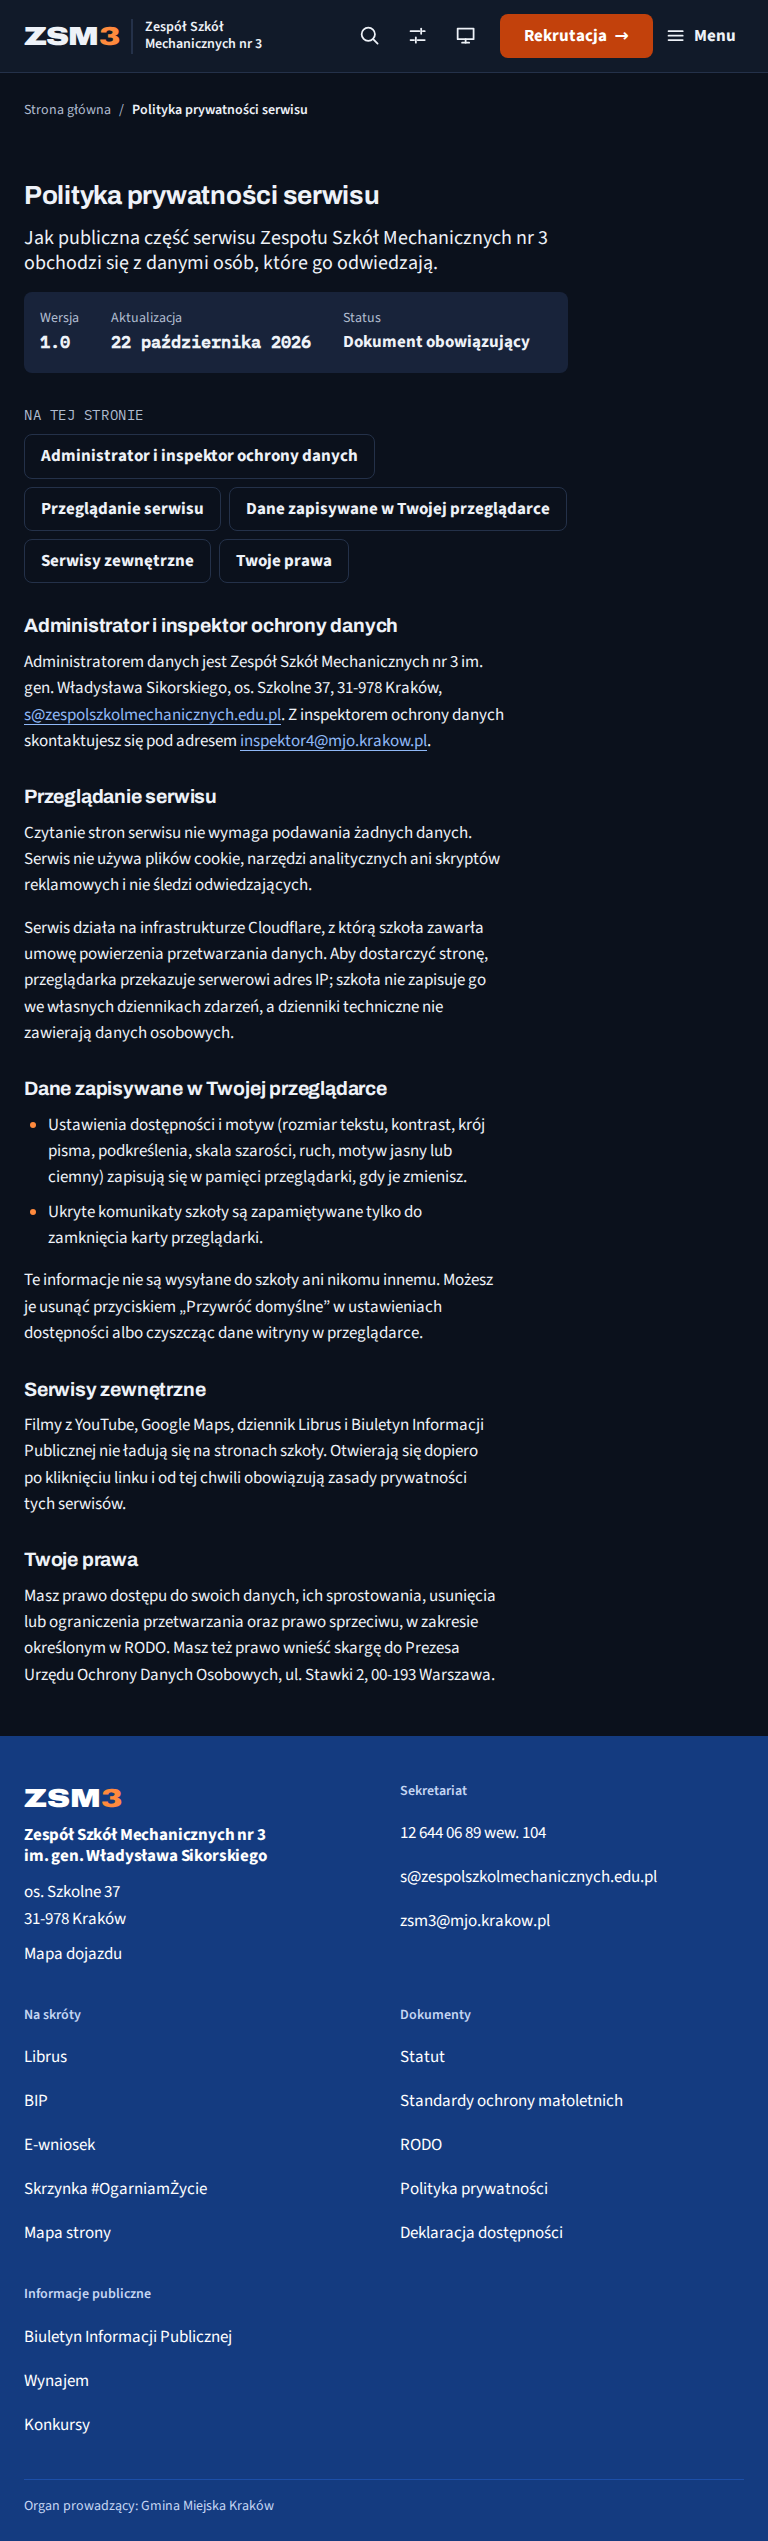 ZSM3
Zespół Szkół
Mechanicznych nr 3
Rekrutacja →
Menu
Strona główna / Polityka prywatności serwisu
Polityka prywatności serwisu
Jak publiczna część serwisu Zespołu Szkół Mechanicznych nr 3
obchodzi się z danymi osób, które go odwiedzają.
Wersja
1.0
Aktualizacja
22 października 2026
Status
Dokument obowiązujący
NA TEJ STRONIE
Administrator i inspektor ochrony danych
Przeglądanie serwisu
Dane zapisywane w Twojej przeglądarce
Serwisy zewnętrzne
Twoje prawa
Administrator i inspektor ochrony danych
Administratorem danych jest Zespół Szkół Mechanicznych nr 3 im.
gen. Władysława Sikorskiego, os. Szkolne 37, 31-978 Kraków,
s@zespolszkolmechanicznych.edu.pl. Z inspektorem ochrony danych
skontaktujesz się pod adresem inspektor4@mjo.krakow.pl.
Przeglądanie serwisu
Czytanie stron serwisu nie wymaga podawania żadnych danych.
Serwis nie używa plików cookie, narzędzi analitycznych ani skryptów
reklamowych i nie śledzi odwiedzających.
Serwis działa na infrastrukturze Cloudflare, z którą szkoła zawarła
umowę powierzenia przetwarzania danych. Aby dostarczyć stronę,
przeglądarka przekazuje serwerowi adres IP; szkoła nie zapisuje go
we własnych dziennikach zdarzeń, a dzienniki techniczne nie
zawierają danych osobowych.
Dane zapisywane w Twojej przeglądarce
• Ustawienia dostępności i motyw (rozmiar tekstu, kontrast, krój
pisma, podkreślenia, skala szarości, ruch, motyw jasny lub
ciemny) zapisują się w pamięci przeglądarki, gdy je zmienisz.
• Ukryte komunikaty szkoły są zapamiętywane tylko do
zamknięcia karty przeglądarki.
Te informacje nie są wysyłane do szkoły ani nikomu innemu. Możesz
je usunąć przyciskiem „Przywróć domyślne” w ustawieniach
dostępności albo czyszcząc dane witryny w przeglądarce.
Serwisy zewnętrzne
Filmy z YouTube, Google Maps, dziennik Librus i Biuletyn Informacji
Publicznej nie ładują się na stronach szkoły. Otwierają się dopiero
po kliknięciu linku i od tej chwili obowiązują zasady prywatności
tych serwisów.
Twoje prawa
Masz prawo dostępu do swoich danych, ich sprostowania, usunięcia
lub ograniczenia przetwarzania oraz prawo sprzeciwu, w zakresie
określonym w RODO. Masz też prawo wnieść skargę do Prezesa
Urzędu Ochrony Danych Osobowych, ul. Stawki 2, 00-193 Warszawa.
ZSM3
Zespół Szkół Mechanicznych nr 3
im. gen. Władysława Sikorskiego
os. Szkolne 37
31-978 Kraków
Mapa dojazdu
Sekretariat
12 644 06 89 wew. 104
s@zespolszkolmechanicznych.edu.pl
zsm3@mjo.krakow.pl
Na skróty
Librus
BIP
E-wniosek
Skrzynka #OgarniamŻycie
Mapa strony
Dokumenty
Statut
Standardy ochrony małoletnich
RODO
Polityka prywatności
Deklaracja dostępności
Informacje publiczne
Biuletyn Informacji Publicznej
Wynajem
Konkursy
Organ prowadzący: Gmina Miejska Kraków